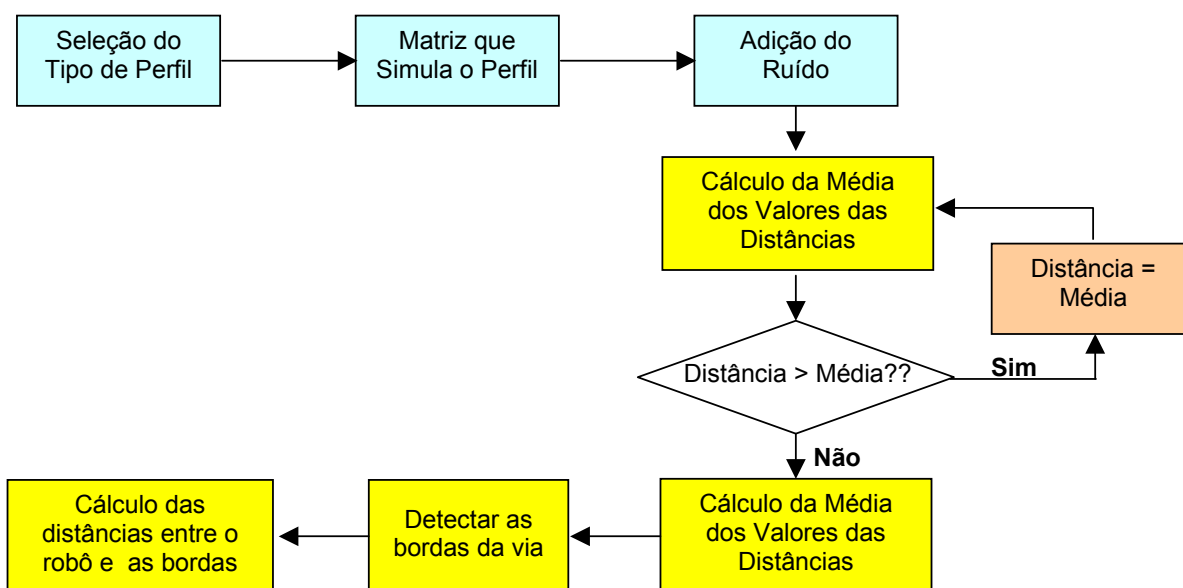 Seleção do
Tipo de Perfil
Matriz que
Simula o Perfil
Adição do
Ruído
Cálculo da Média
dos Valores das
Distâncias
Distância =
Média
Distância > Média??
Sim
Não
Cálculo da Média
dos Valores das
Distâncias
Detectar as
bordas da via
Cálculo das
distâncias entre o
robô e as bordas